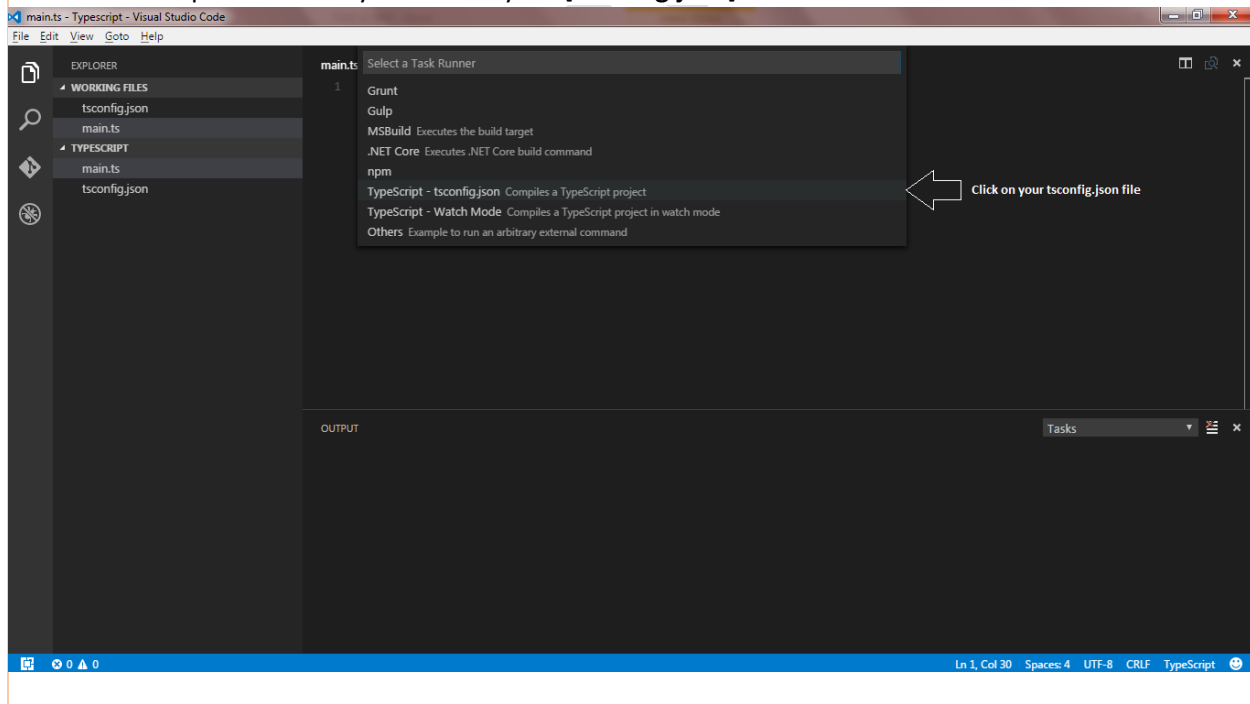 main.ts - Typescript - Visual Studio Code
File Edit View Goto Help
EXPLORER
WORKING FILES
tsconfig.json
main.ts
TYPESCRIPT
main.ts
tsconfig.json
main.ts
Select a Task Runner
1
Grunt
Gulp
MSBuild Executes the build target
.NET Core Executes .NET Core build command
npm
TypeScript - tsconfig.json Compiles a TypeScript project
TypeScript - Watch Mode Compiles a TypeScript project in watch mode
Others Example to run an arbitrary external command
Click on your tsconfig.json file
OUTPUT
Tasks
0 0
Ln 1, Col 30 Spaces: 4 UTF-8 CRLF TypeScript